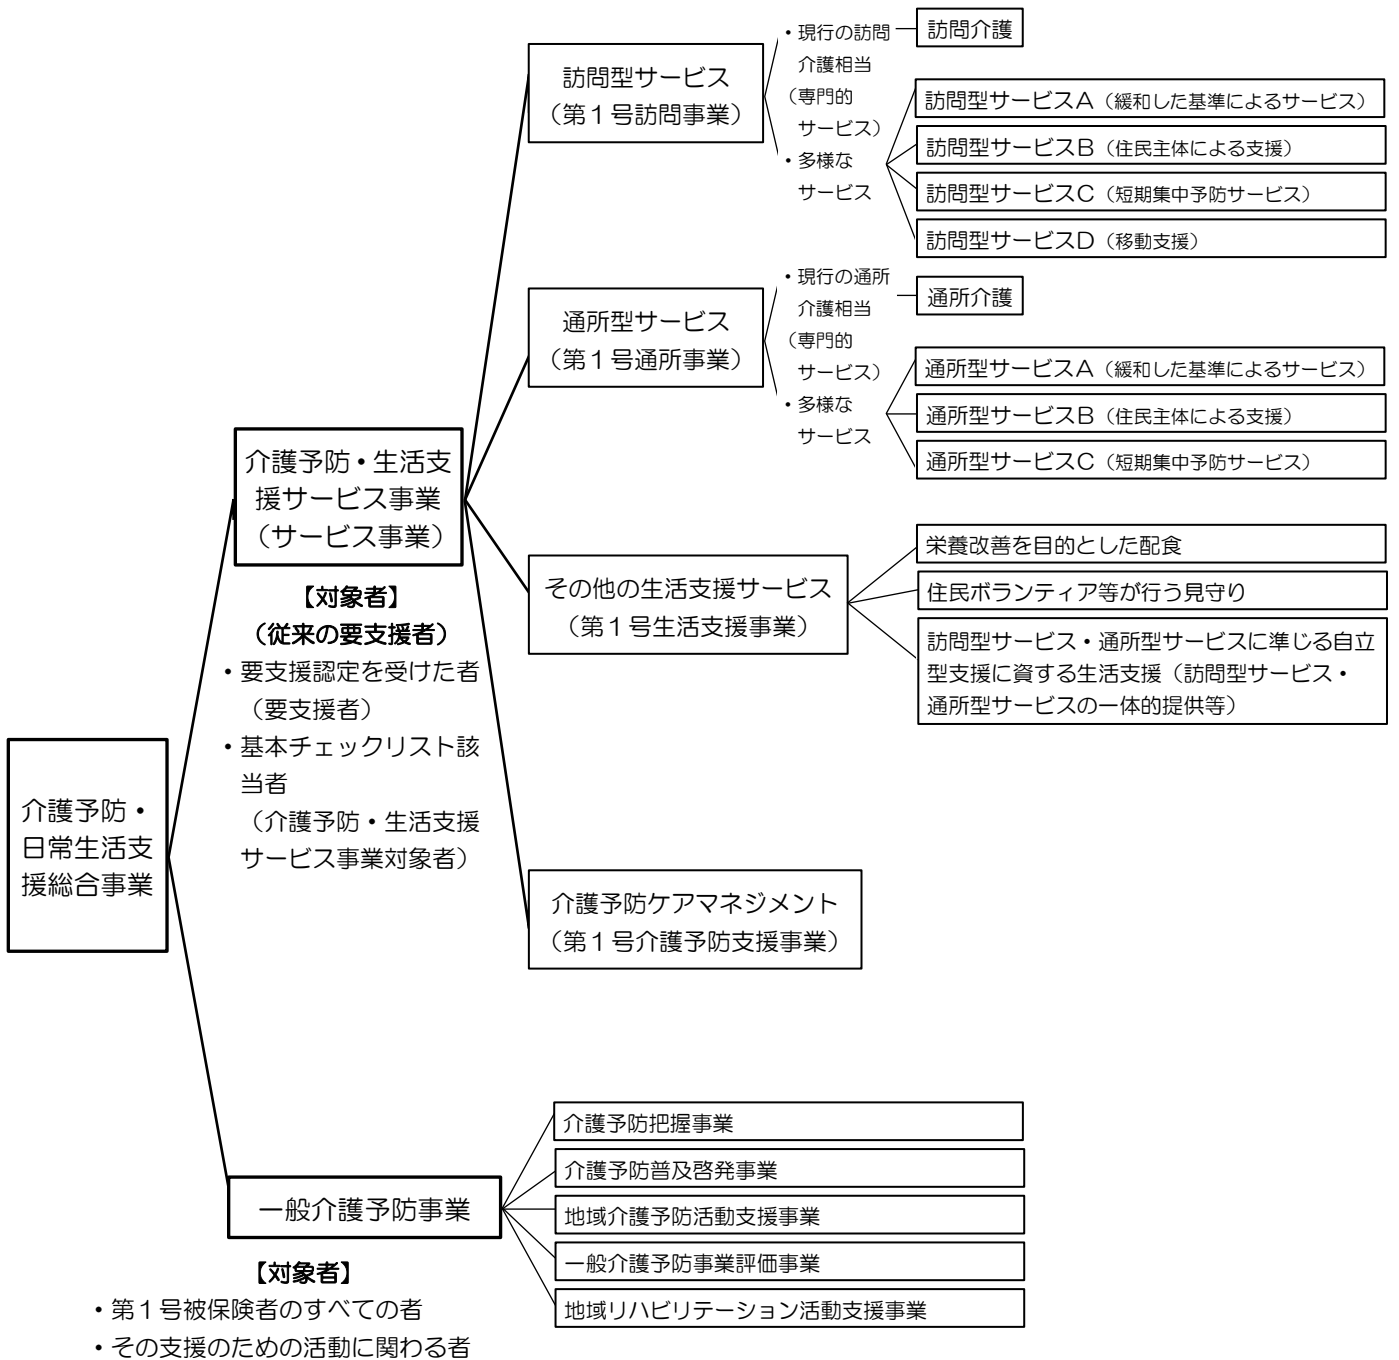 介護予防・
日常生活支
援総合事業
介護予防・生活支
援サービス事業
（サービス事業）
【対象者】
（従来の要支援者）
・要支援認定を受けた者
（要支援者）
・基本チェックリスト該
当者
（介護予防・生活支援
サービス事業対象者）
訪問型サービス
（第１号訪問事業）
・現行の訪問
介護相当
（専門的
サービス）
・多様な
サービス
訪問介護
訪問型サービスA（緩和した基準によるサービス）
訪問型サービスB（住民主体による支援）
訪問型サービスC（短期集中予防サービス）
訪問型サービスD（移動支援）
通所型サービス
（第１号通所事業）
・現行の通所
介護相当
（専門的
サービス）
・多様な
サービス
通所介護
通所型サービスA（緩和した基準によるサービス）
通所型サービスB（住民主体による支援）
通所型サービスC（短期集中予防サービス）
その他の生活支援サービス
（第１号生活支援事業）
栄養改善を目的とした配食
住民ボランティア等が行う見守り
訪問型サービス・通所型サービスに準じる自立
型支援に資する生活支援（訪問型サービス・
通所型サービスの一体的提供等）
介護予防ケアマネジメント
（第１号介護予防支援事業）
一般介護予防事業
【対象者】
・第１号被保険者のすべての者
・その支援のための活動に関わる者
介護予防把握事業
介護予防普及啓発事業
地域介護予防活動支援事業
一般介護予防事業評価事業
地域リハビリテーション活動支援事業